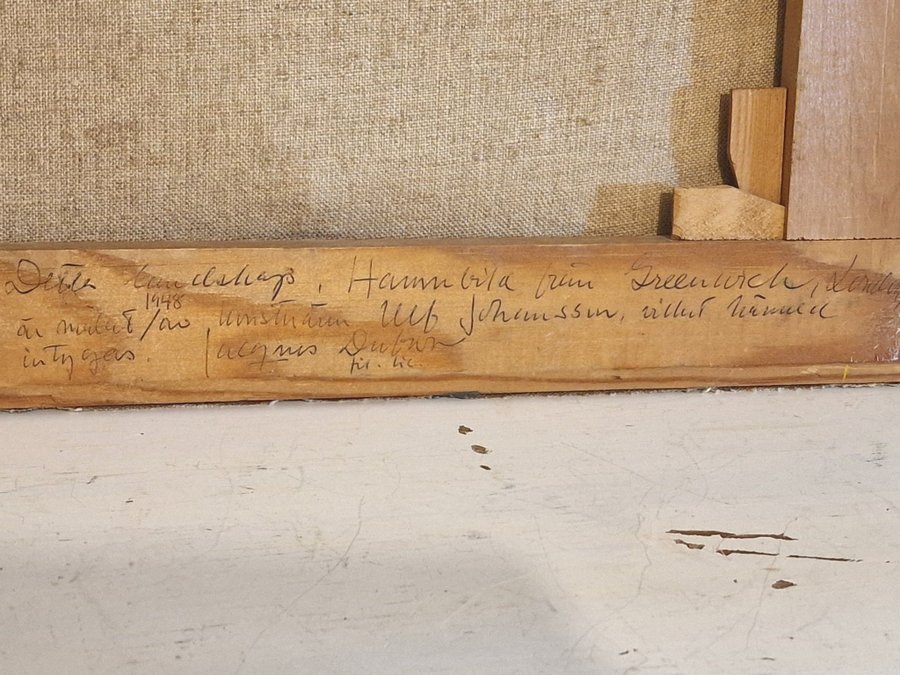 Detta landskap, Hamnbild från Greenwich, London
är målat 1948 /av konstnären Ulf Johansson, vilket härmed
intygas. Jacques
fil. lic.